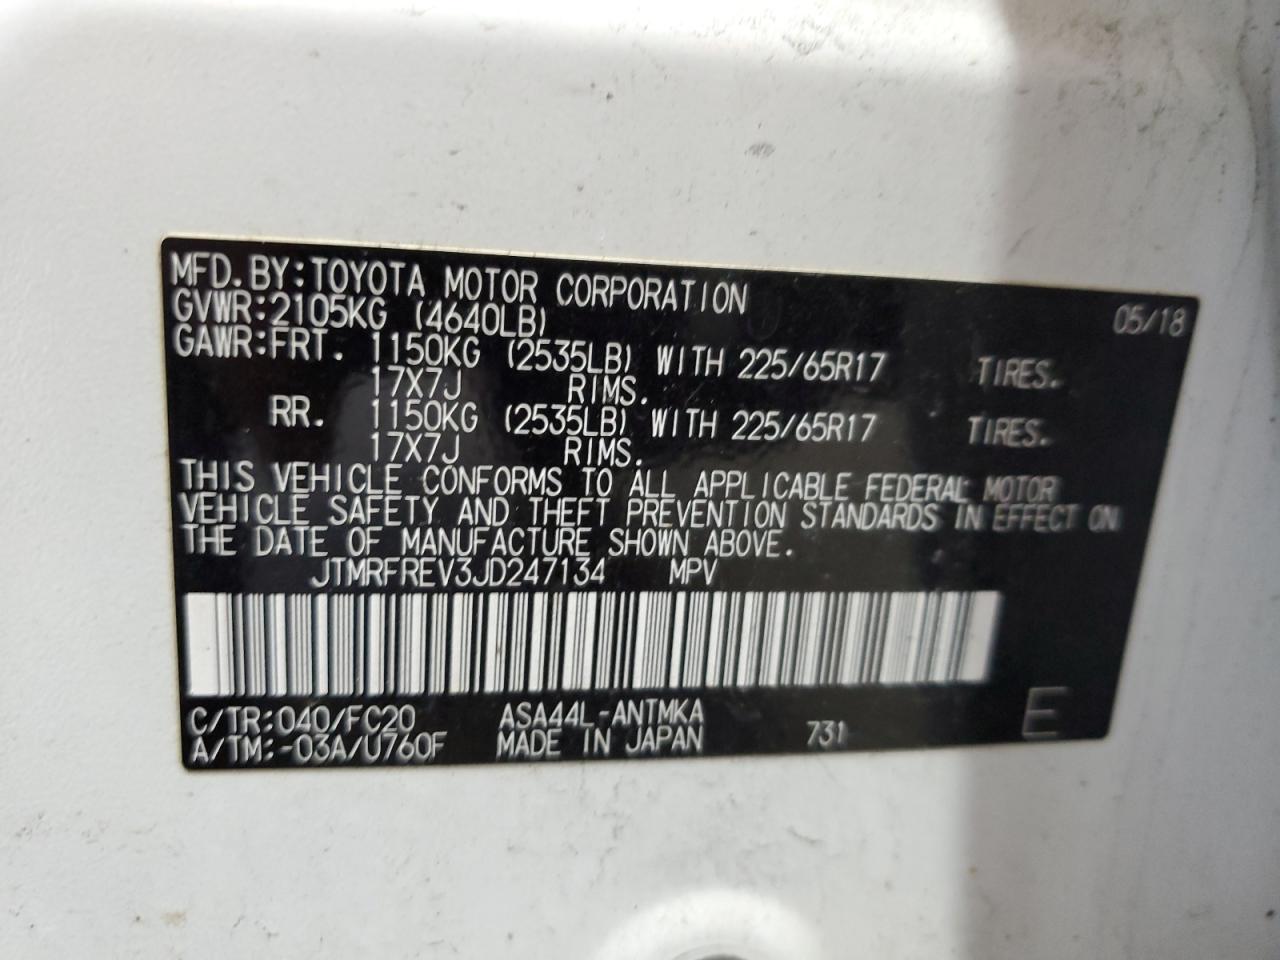 MFD. BY: TOYOTA MOTOR CORPORATION 05/18
GVWR: 2105KG (4640LB)
GAWR: FRT. 1150KG (2535LB) WITH 225/65R17 TIRES.
17X7J RIMS.
RR. 1150KG (2535LB) WITH 225/65R17 TIRES.
17X7J RIMS.
THIS VEHICLE CONFORMS TO ALL APPLICABLE FEDERAL MOTOR
VEHICLE SAFETY AND THEFT PREVENTION STANDARDS IN EFFECT ON
THE DATE OF MANUFACTURE SHOWN ABOVE.
JTMRFREV3JD247134 MPV
C/TR: 040/FC20 ASA44L-ANTMKA 731 E
A/TM: -03A/U760F MADE IN JAPAN